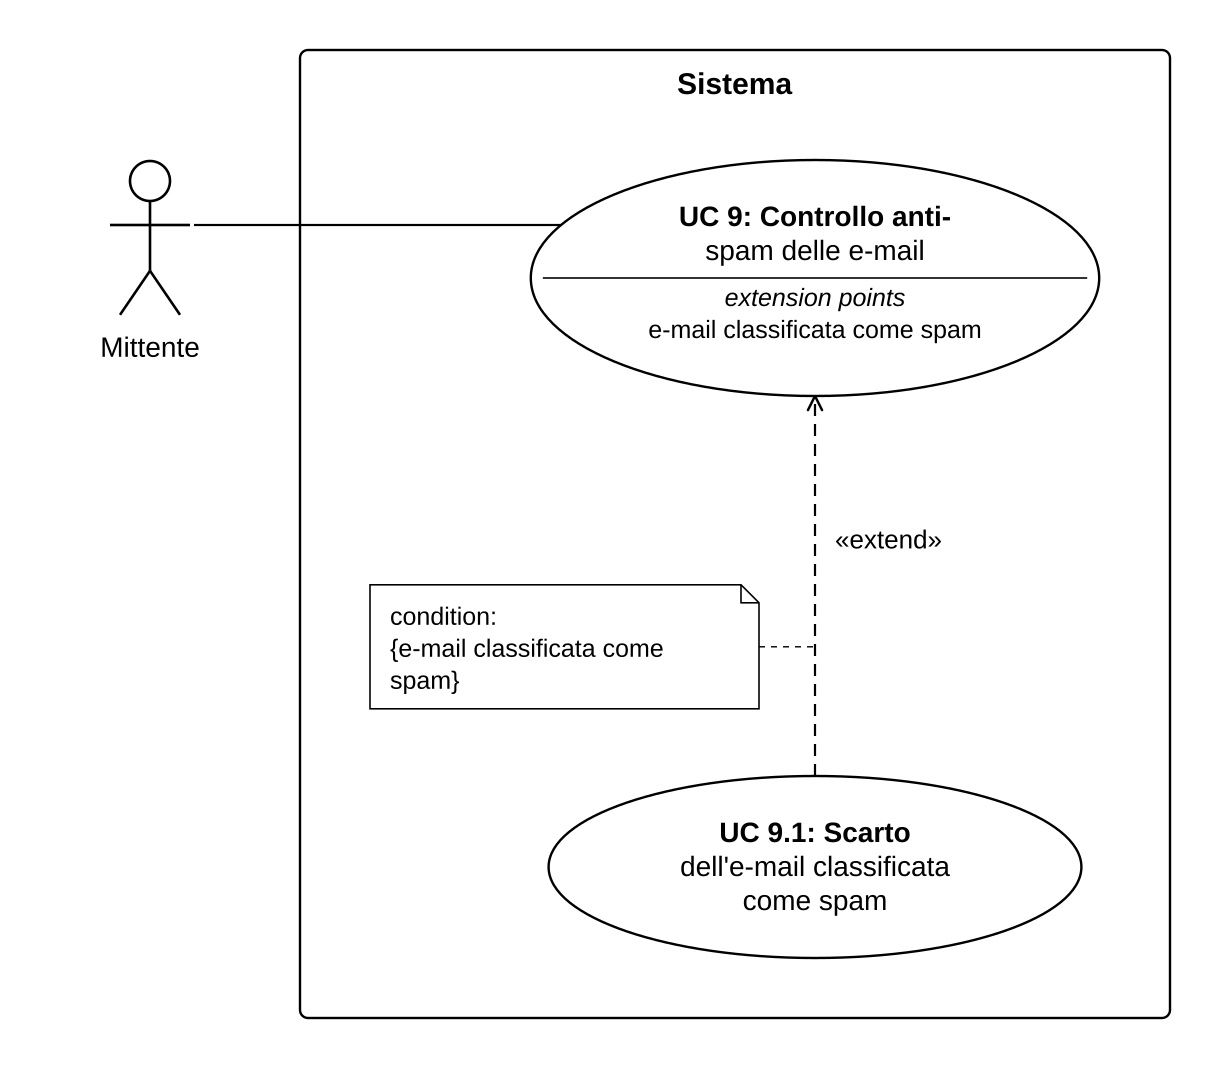 Sistema
UC 9: Controllo anti-
spam delle e-mail
extension points
e-mail classificata come spam
Mittente
«extend»
condition:
{e-mail classificata come
spam}
UC 9.1: Scarto
dell'e-mail classificata
come spam